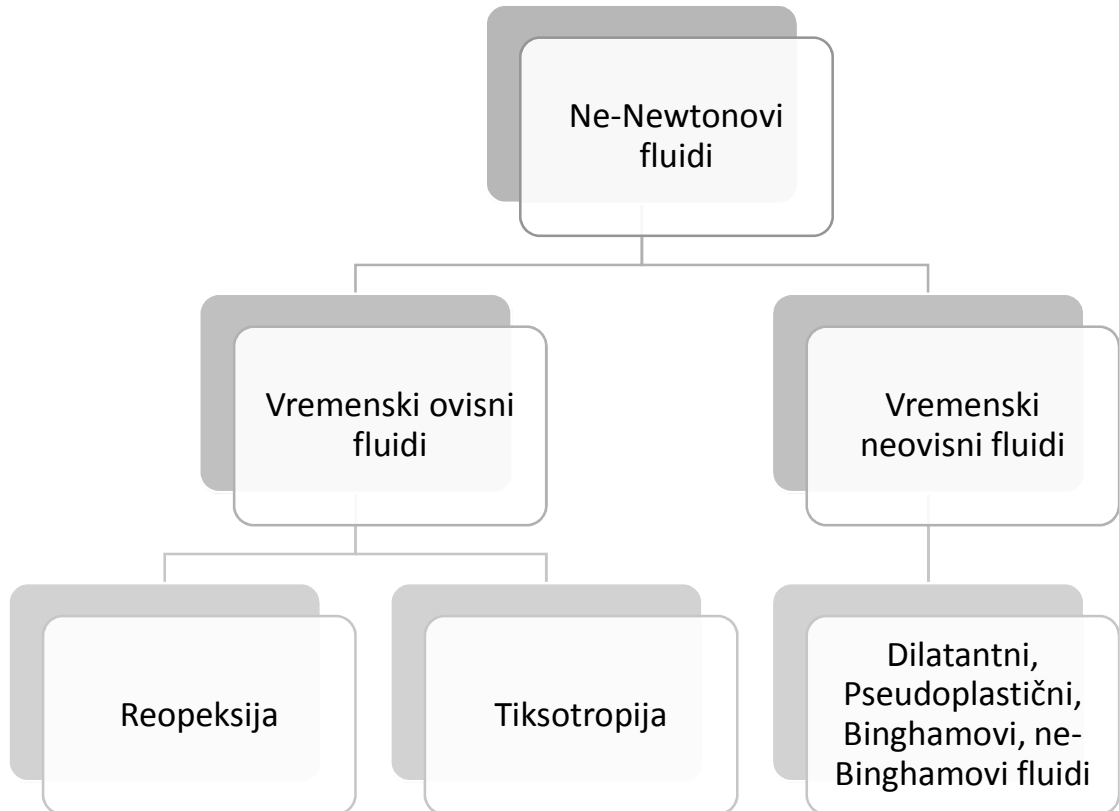 Ne-Newtonovi
fluidi
Vremenski ovisni
fluidi
Vremenski
neovisni fluidi
Reopeksija
Tiksotropija
Dilatantni,
Pseudoplastični,
Binghamovi, ne-
Binghamovi fluidi